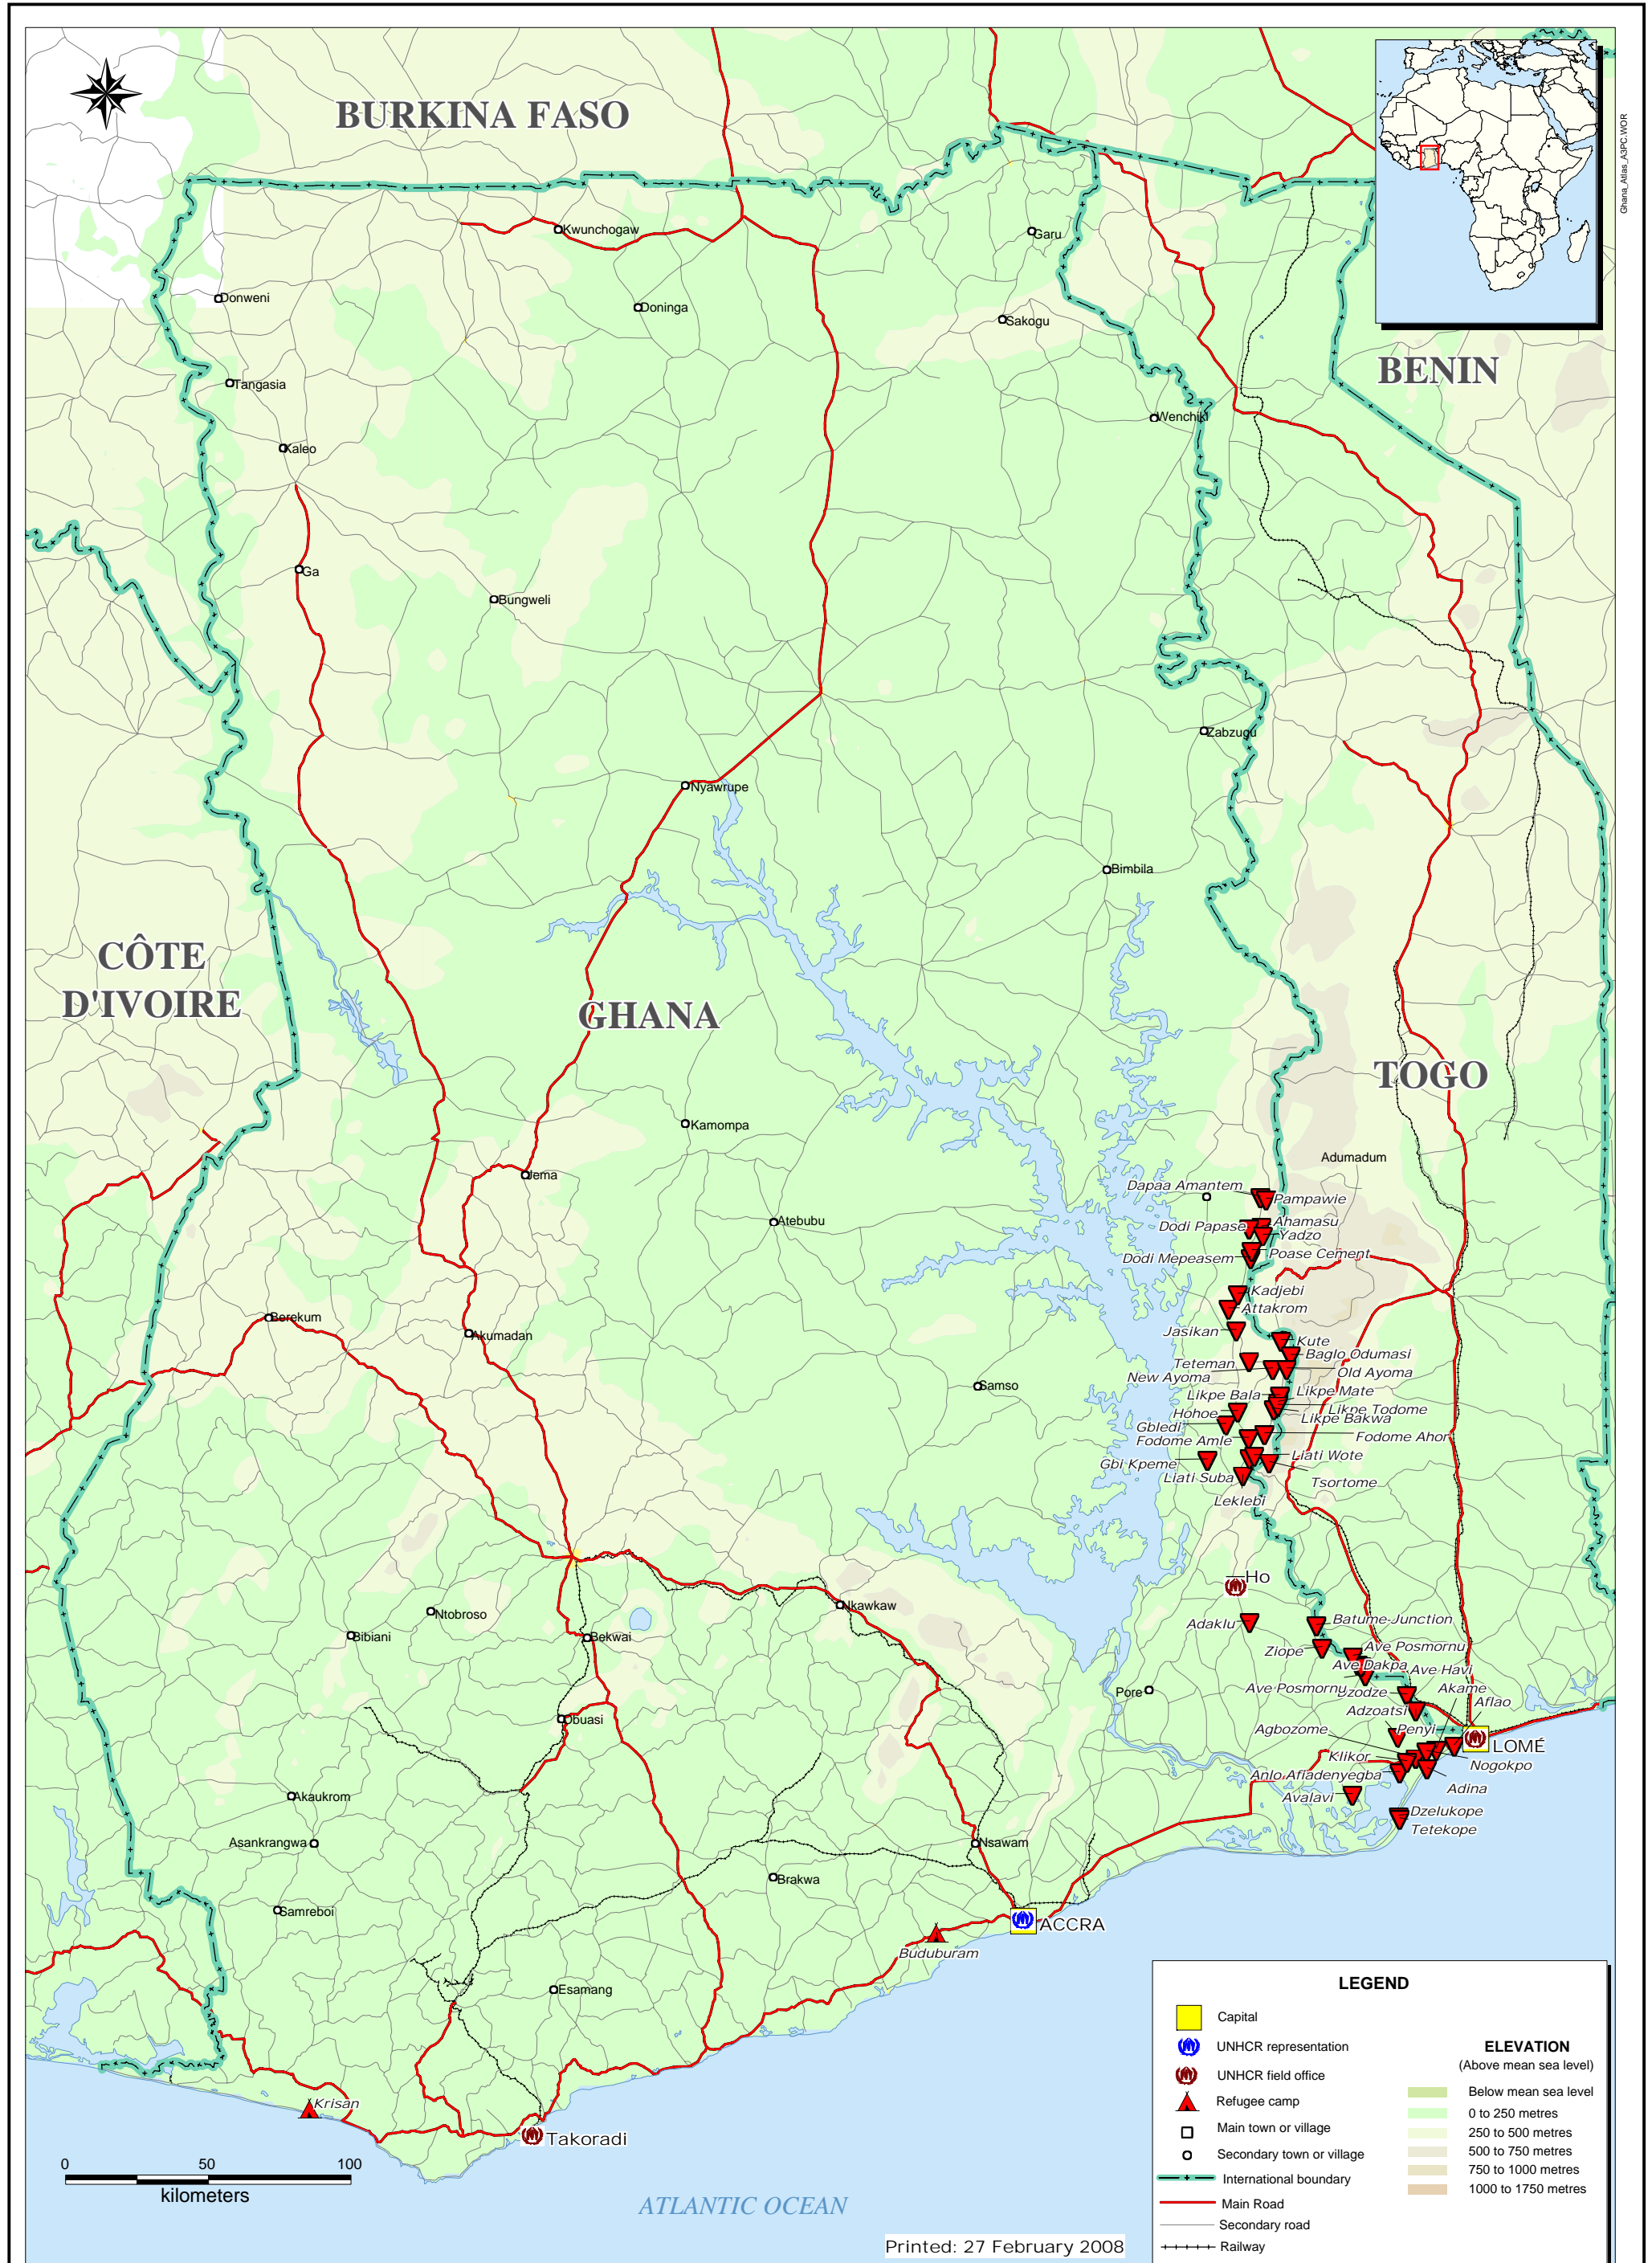 BURKINA FASO
Ghana_Atlas_A3PC.WOR
Kwunchogaw
Garu
Donweni
Doninga
Sakogu
BENIN
Tangasia
Wenchiki
Kaleo
Ga
Bungweli
Zabzugu
Nyawrupe
Bimbila
CÔTE
D'IVOIRE
GHANA
TOGO
Kamompa
Adumadum
Jema
Dapaa Amantem
Pampawie
Atebubu
Dodi Papase
Ahamasu
Yadzo
Dodi Mepeasem
Poase Cement
Kadjebi
Attakrom
Berekum
Akumadan
Jasikan
Kute
Baglo Odumasi
Teteman
New Ayoma
Old Ayoma
Samso
Likpe Bala
Likpe Mate
Likpe Todome
Hohoe
Likpe Bakwa
Gbledi
Fodome Amle
Fodome Ahor
Gbl Kpeme
Liati Wote
Liati Suba
Tsortome
Leklebi
Ho
Nkawkaw
Ntobroso
Bibiani
Bekwai
Adaklu
Batume-Junction
Ziope
Ave Posmornu
Ave Dakpa
Ave Havi
Pore
Ave Posmornu
Dzodze
Akame
Adzoatsi
Aflao
Obuasi
Agbozome
Penyi
LOMÉ
Klikor
Nogokpo
Anlo Afiadenyegba
Adina
Akaukrom
Avalavi
Dzelukope
Tetekope
Asankrangwa
Nsawam
Brakwa
Samreboi
ACCRA
Buduburam
Esamang
Krisan
Takoradi
0 50 100
kilometers
ATLANTIC OCEAN
Printed: 27 February 2008
LEGEND
Capital
UNHCR representation
UNHCR field office
Refugee camp
Main town or village
Secondary town or village
International boundary
Main Road
Secondary road
Railway
ELEVATION
(Above mean sea level)
Below mean sea level
0 to 250 metres
250 to 500 metres
500 to 750 metres
750 to 1000 metres
1000 to 1750 metres